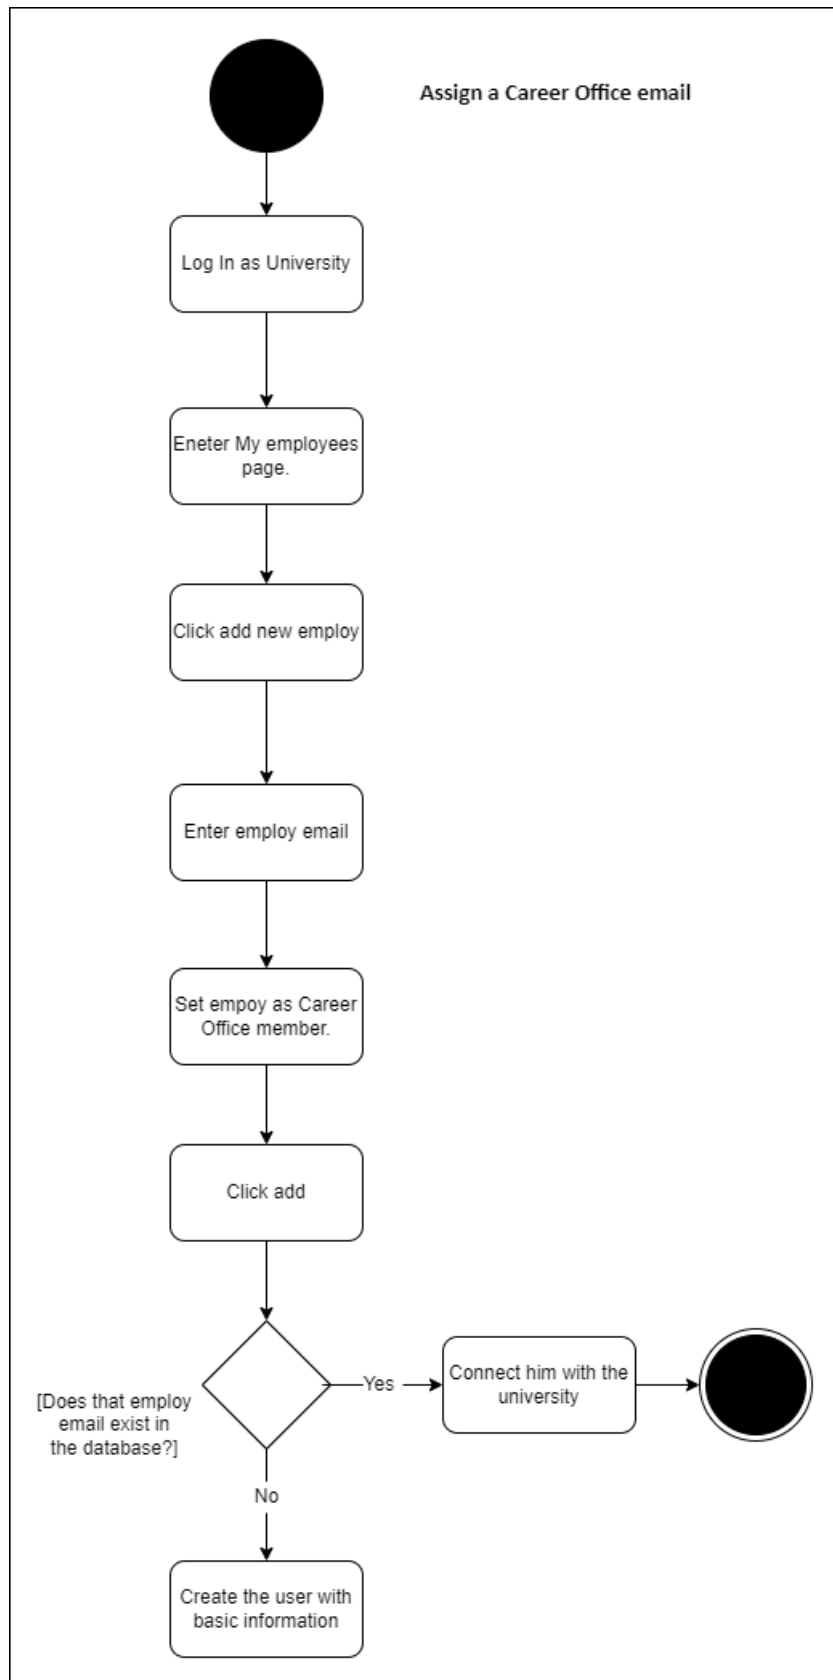 Assign a Career Office email
Log In as University
Eneter My employees
page.
Click add new employ
Enter employ email
Set empoy as Career
Office member.
Click add
[Does that employ
email exist in
the database?]
Yes
Connect him with the
university
No
Create the user with
basic information